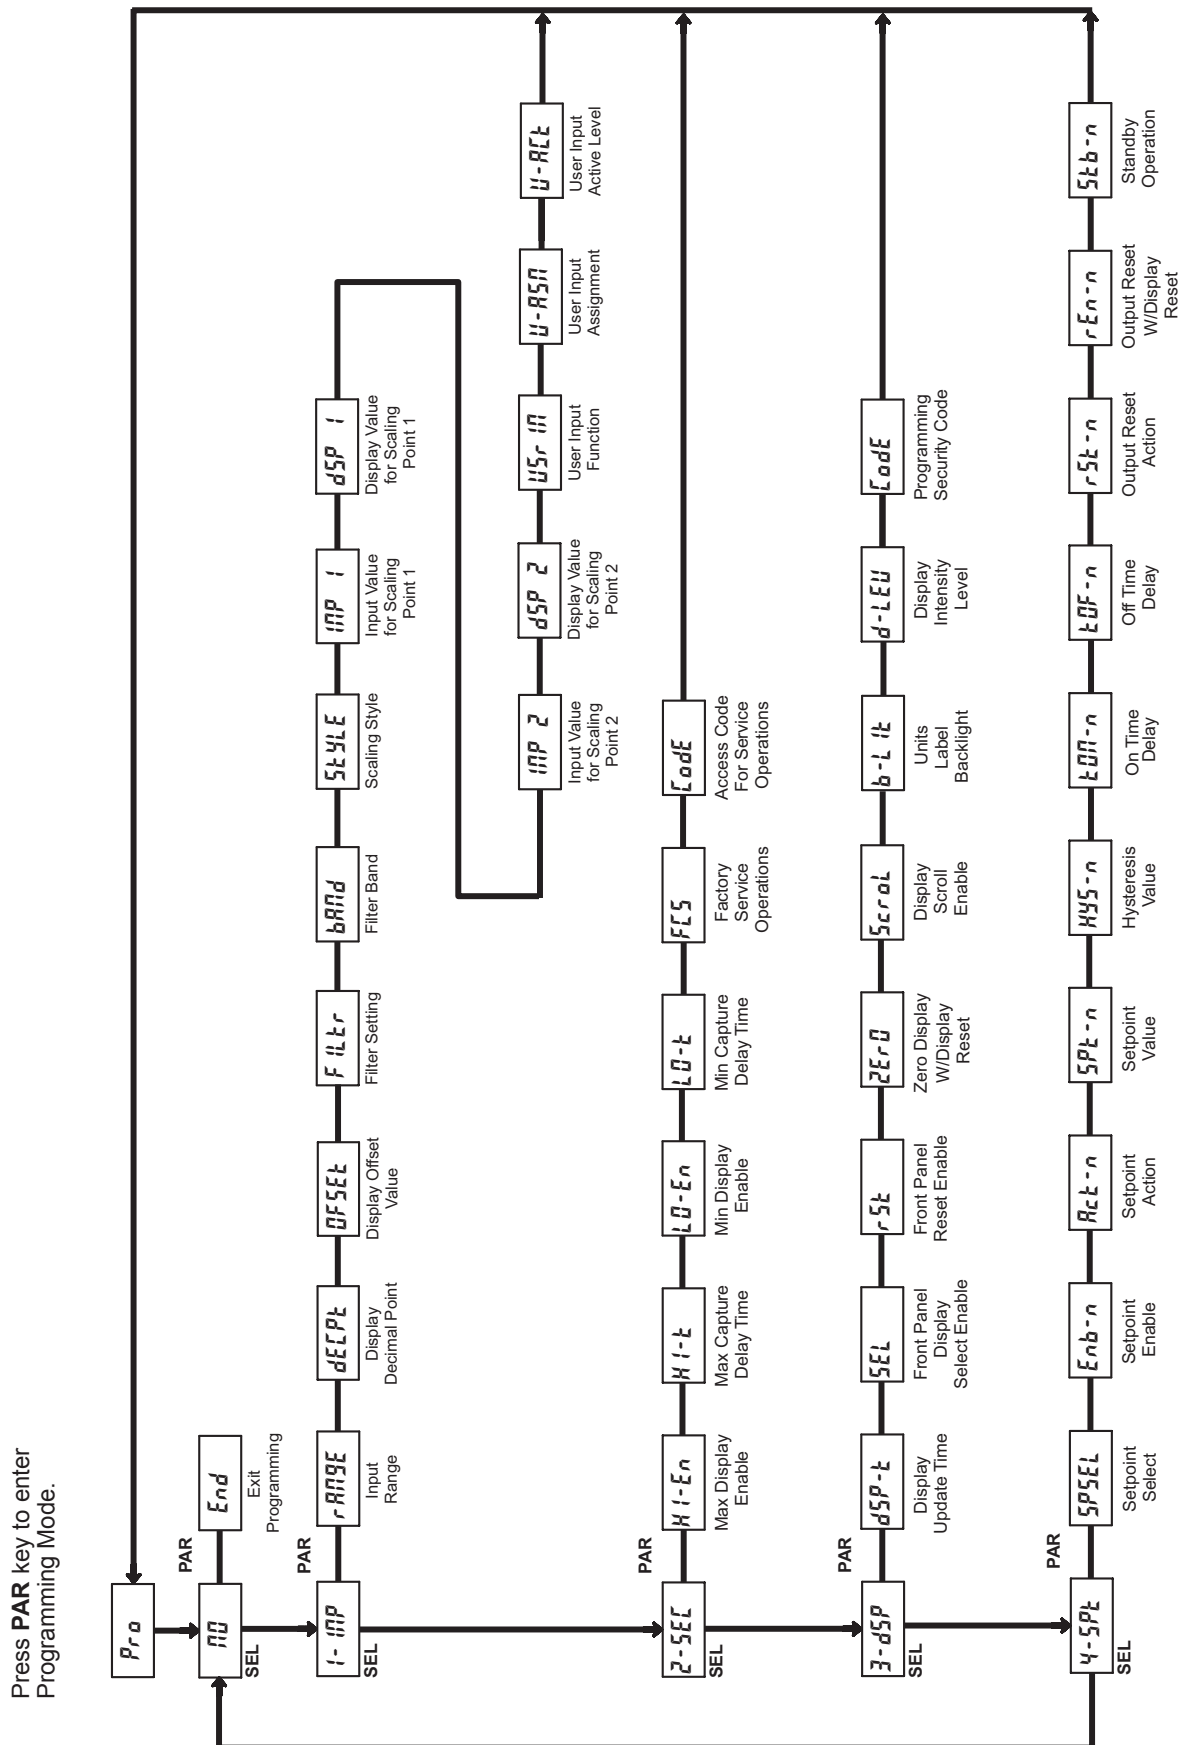 Press PAR key to enter
Programming Mode.
Pro
NO
SEL
PAR
End
Exit
Programming
1-INP
SEL
PAR
rANgE
Input
Range
dECPt
Display
Decimal Point
OFSEt
Display Offset
Value
FILtr
Filter Setting
bANd
Filter Band
StYLE
Scaling Style
INP 1
Input Value
for Scaling
Point 1
dSP 1
Display Value
for Scaling
Point 1
INP 2
Input Value
for Scaling
Point 2
dSP 2
Display Value
for Scaling
Point 2
USr IN
User Input
Function
U-ASN
User Input
Assignment
U-ACt
User Input
Active Level
2-SEC
SEL
PAR
HI-En
Max Display
Enable
HI-t
Max Capture
Delay Time
LO-En
Min Display
Enable
LO-t
Min Capture
Delay Time
FCS
Factory
Service
Operations
CodE
Access Code
For Service
Operations
3-dSP
SEL
PAR
dSP-t
Display
Update Time
SEL
Front Panel
Display
Select Enable
rSt
Front Panel
Reset Enable
ZErO
Zero Display
W/Display
Reset
ScroL
Display
Scroll
Enable
b-LIt
Units
Label
Backlight
d-LEV
Display
Intensity
Level
CodE
Programming
Security Code
4-SPt
SEL
PAR
SPSEL
Setpoint
Select
Enb-n
Setpoint
Enable
Act-n
Setpoint
Action
SPt-n
Setpoint
Value
HYS-n
Hysteresis
Value
tON-n
On Time
Delay
tOF-n
Off Time
Delay
rSt-n
Output Reset
Action
rEn-n
Output Reset
W/Display
Reset
Stb-n
Standby
Operation